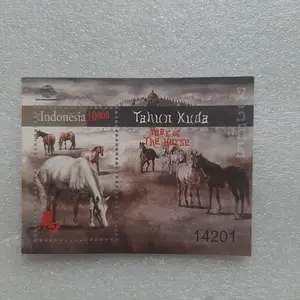 Indonesia 10000
Tahun Kuda
Year of
The Horse
14201